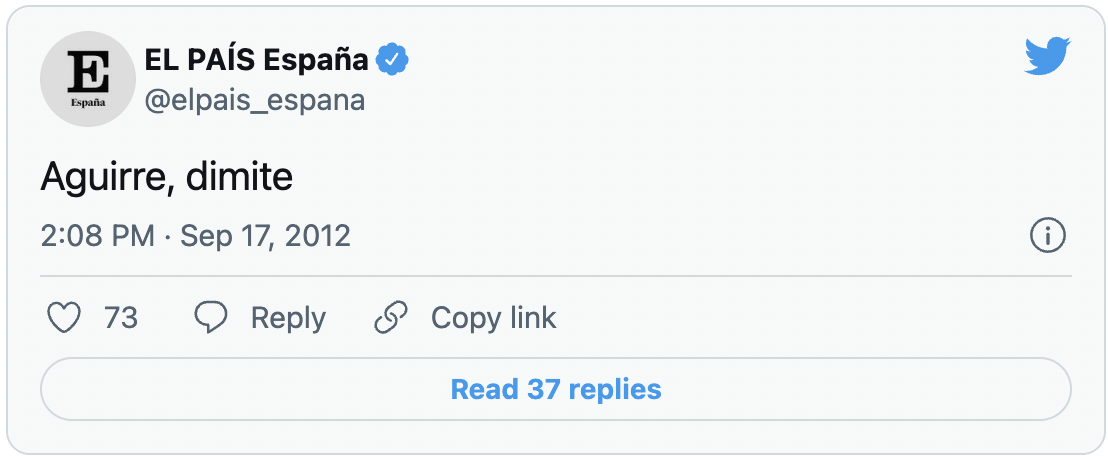 E
España
EL PAÍS España
@elpais_espana
Aguirre, dimite
2:08 PM · Sep 17, 2012
73 Reply Copy link
Read 37 replies